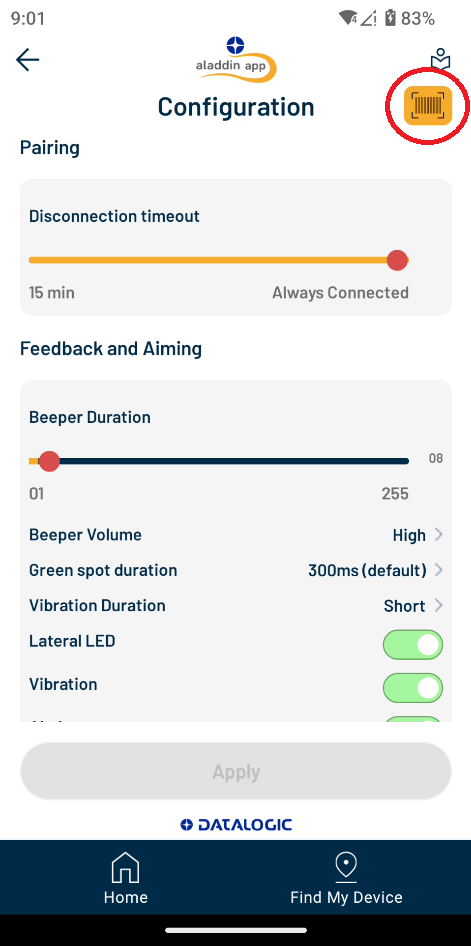 9:01
83%
aladdin app
Configuration
Pairing
Disconnection timeout
15 min
Always Connected
Feedback and Aiming
Beeper Duration
08
01
255
Beeper Volume
High
Green spot duration
300ms (default)
Vibration Duration
Short
Lateral LED
Vibration
Apply
DATALOGIC
Home
Find My Device